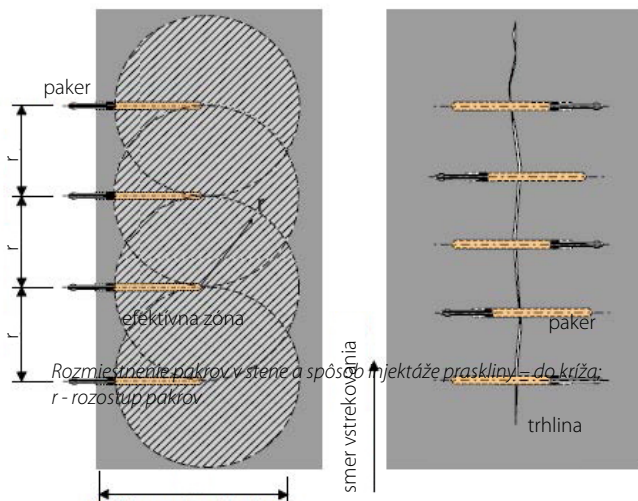 paker
r
r
r
r
efektívna zóna
paker
Rozmiestnenie pakrov v stene a spôsob injektáže praskliny – do kríža;
r - rozostup pakrov
smer vstrekovania
trhlina